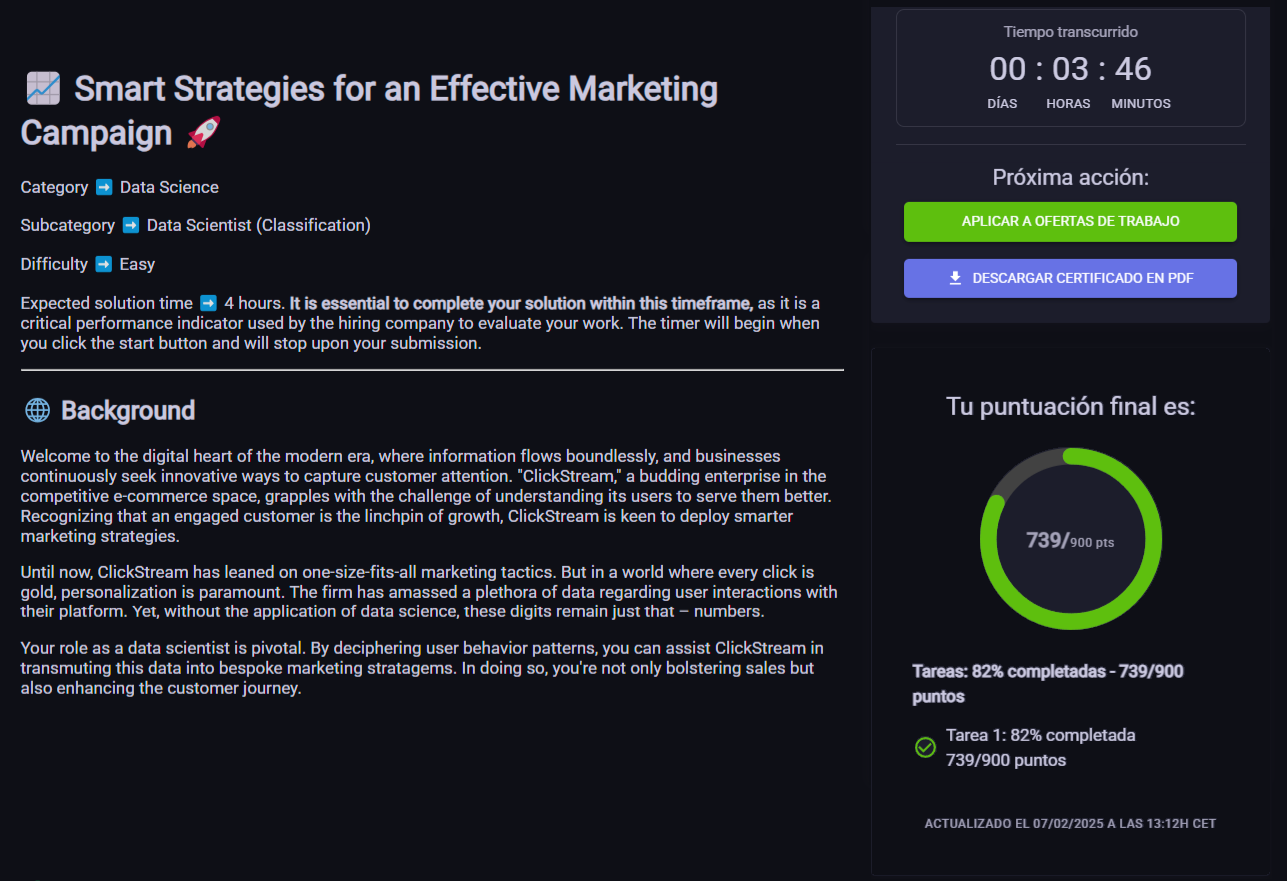 Smart Strategies for an Effective Marketing
Campaign
Category ➡ Data Science
Subcategory ➡ Data Scientist (Classification)
Difficulty ➡ Easy
Expected solution time ➡ 4 hours. It is essential to complete your solution within this timeframe, as it is a
critical performance indicator used by the hiring company to evaluate your work. The timer will begin when
you click the start button and will stop upon your submission.
Background
Welcome to the digital heart of the modern era, where information flows boundlessly, and businesses
continuously seek innovative ways to capture customer attention. "ClickStream," a budding enterprise in the
competitive e-commerce space, grapples with the challenge of understanding its users to serve them better.
Recognizing that an engaged customer is the linchpin of growth, ClickStream is keen to deploy smarter
marketing strategies.
Until now, ClickStream has leaned on one-size-fits-all marketing tactics. But in a world where every click is
gold, personalization is paramount. The firm has amassed a plethora of data regarding user interactions with
their platform. Yet, without the application of data science, these digits remain just that – numbers.
Your role as a data scientist is pivotal. By deciphering user behavior patterns, you can assist ClickStream in
transmuting this data into bespoke marketing stratagems. In doing so, you're not only bolstering sales but
also enhancing the customer journey.
Tiempo transcurrido
00 : 03 : 46
DÍAS HORAS MINUTOS
Próxima acción:
APLICAR A OFERTAS DE TRABAJO
DESCARGAR CERTIFICADO EN PDF
Tu puntuación final es:
739/900 pts
Tareas: 82% completadas - 739/900
puntos
Tarea 1: 82% completada
739/900 puntos
ACTUALIZADO EL 07/02/2025 A LAS 13:12H CET